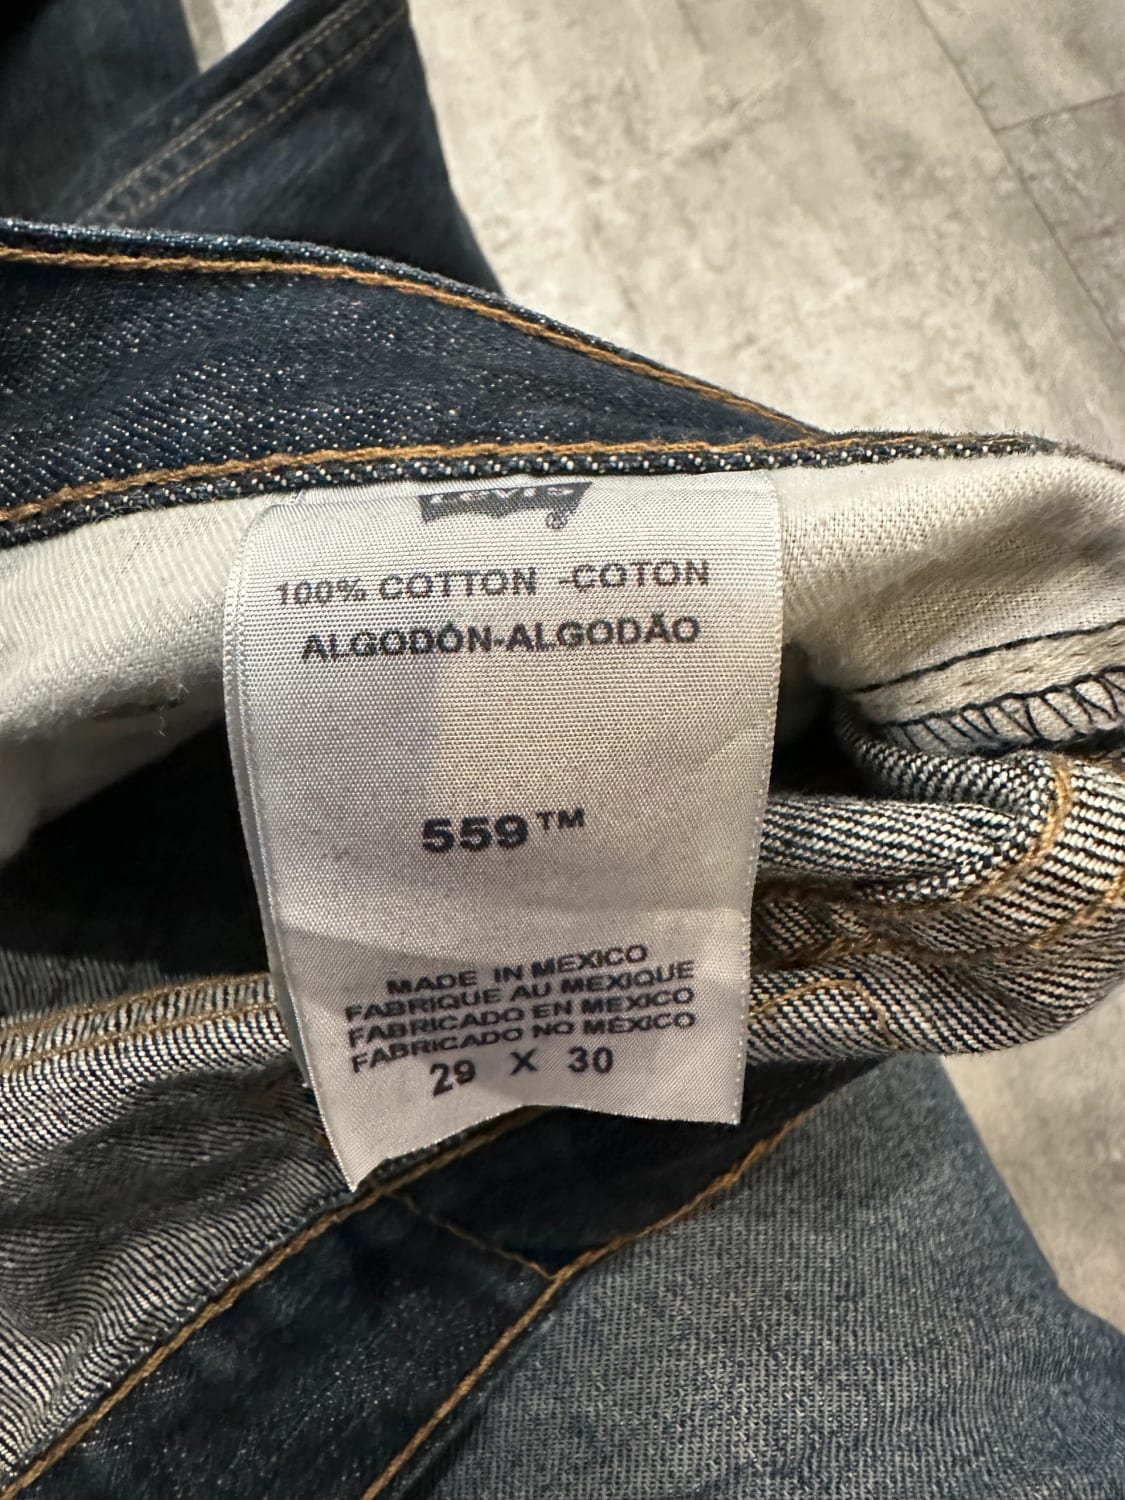 Levi's ®
100% COTTON -COTON
ALGODÓN-ALGODÃO
559™
MADE IN MEXICO
FABRIQUE AU MEXIQUE
FABRICADO EN MEXICO
FABRICADO NO MÉXICO
29 X 30